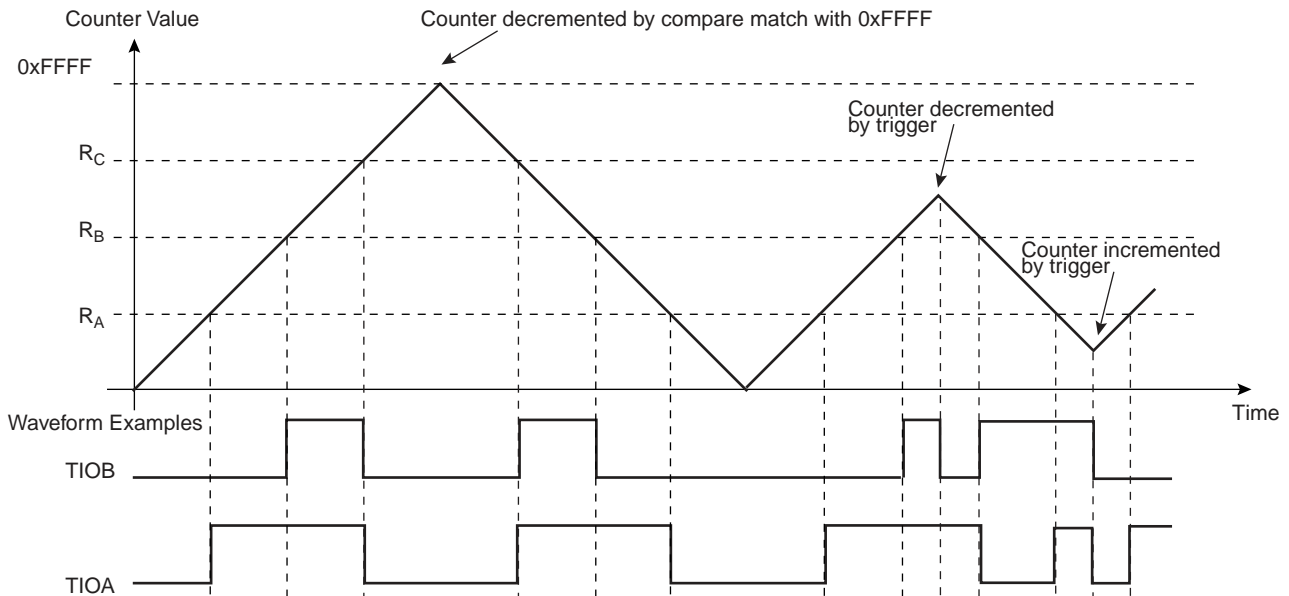 Counter Value
Counter decremented by compare match with 0xFFFF
0xFFFF
Counter decremented
by trigger
RC
RB
Counter incremented
by trigger
RA
Time
Waveform Examples
TIOB
TIOA